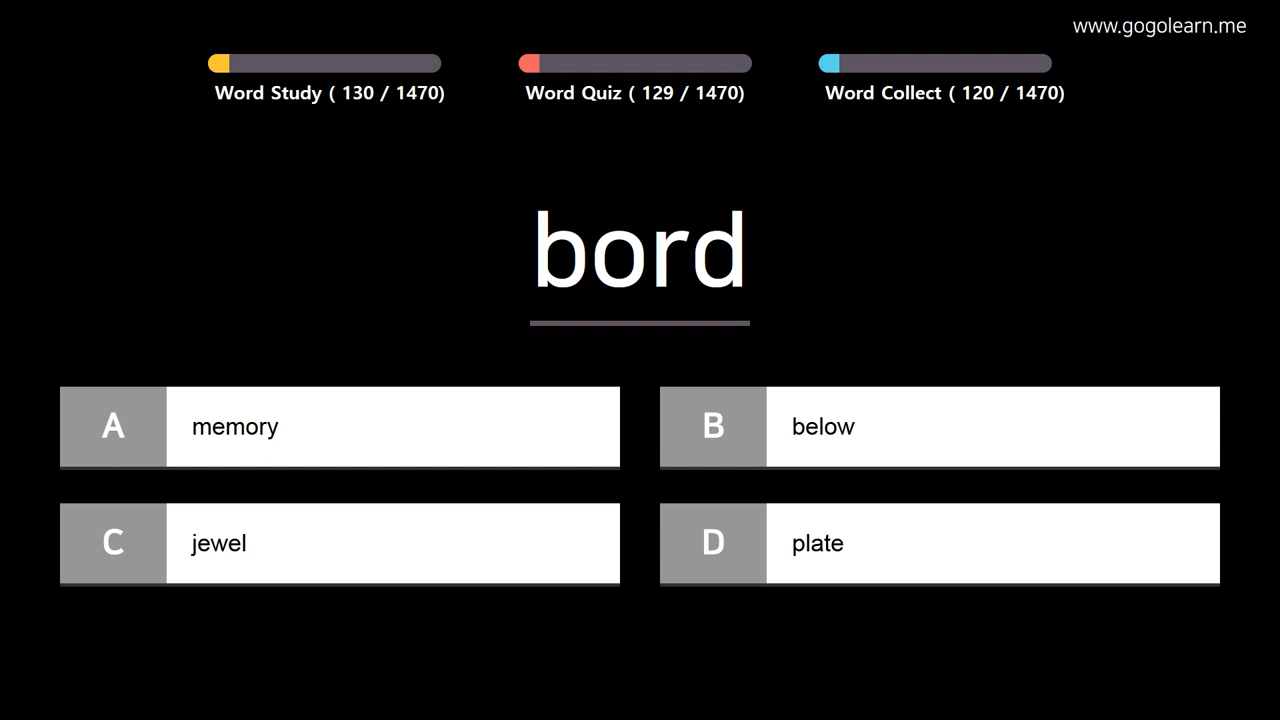 www.gogolearn.me
Word Study ( 130 / 1470)
Word Quiz ( 129 / 1470)
Word Collect ( 120 / 1470)
bord
A memory
B below
C jewel
D plate